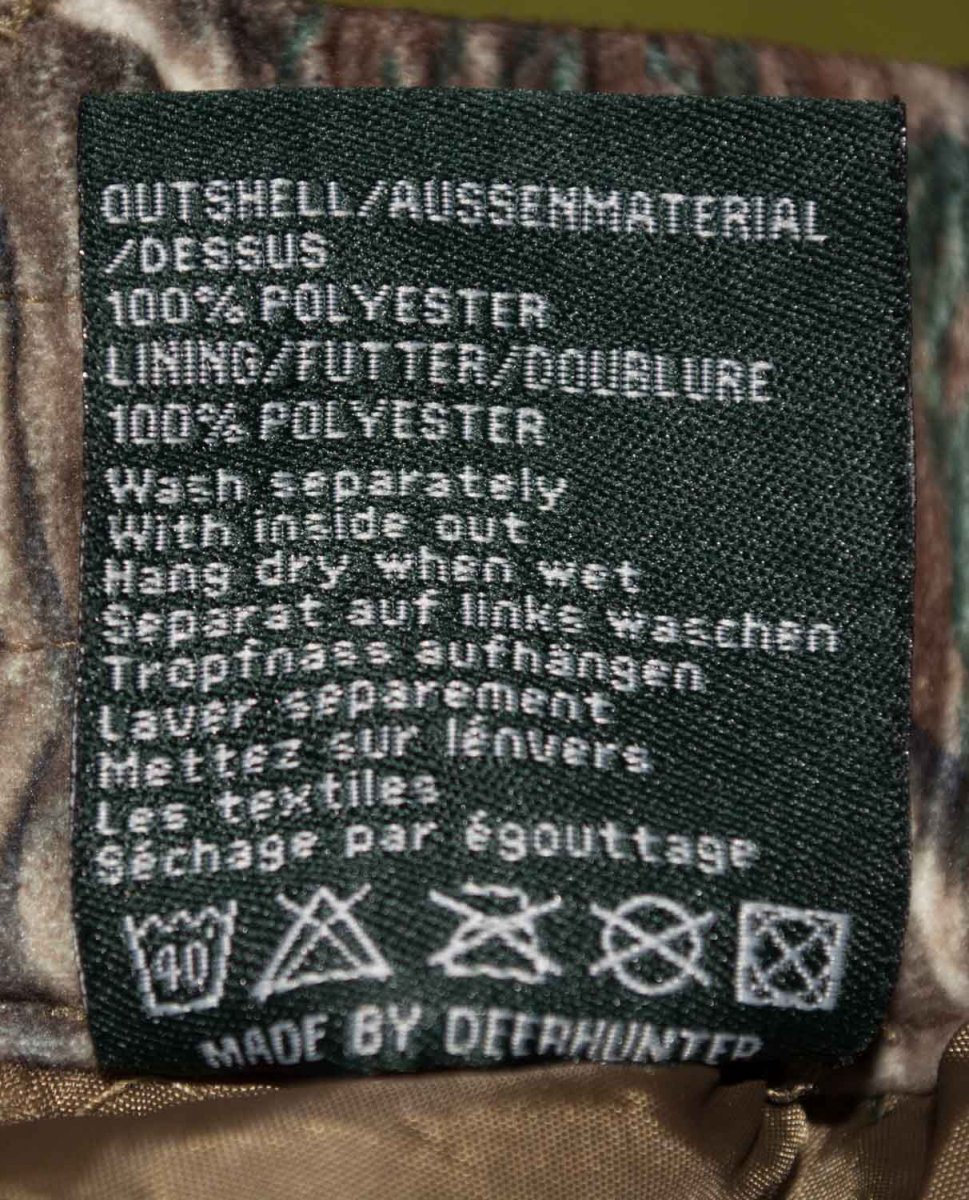 OUTSHELL/AUSSENMATERIAL
/DESSUS
100% POLYESTER
LINING/FUTTER/DOUBLURE
100% POLYESTER
Wash separately
With inside out
Hang dry when wet
Separat auf links waschen
Tropfnass aufhängen
Laver separement
Mettez sur lénvers
Les textiles
Séchage par égouttage
40
MADE BY DEERHUNTER